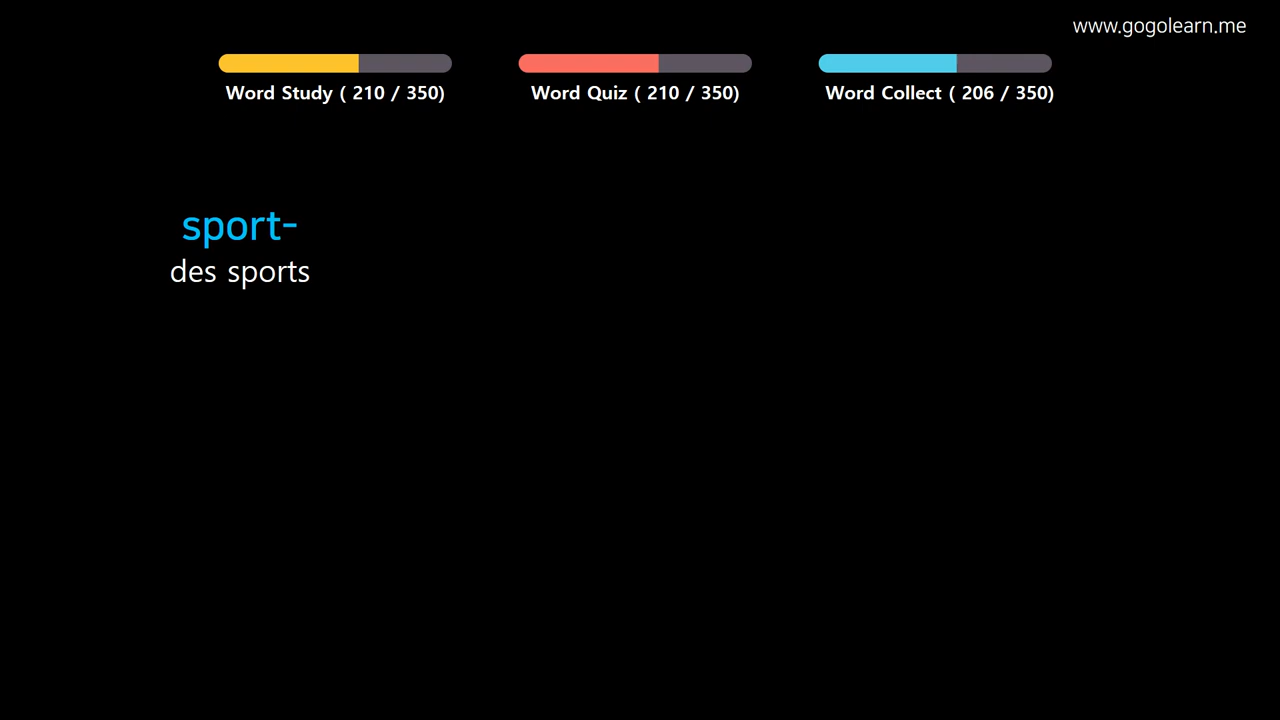 www.gogolearn.me
Word Study ( 210 / 350)
Word Quiz ( 210 / 350)
Word Collect ( 206 / 350)
sport-
des sports